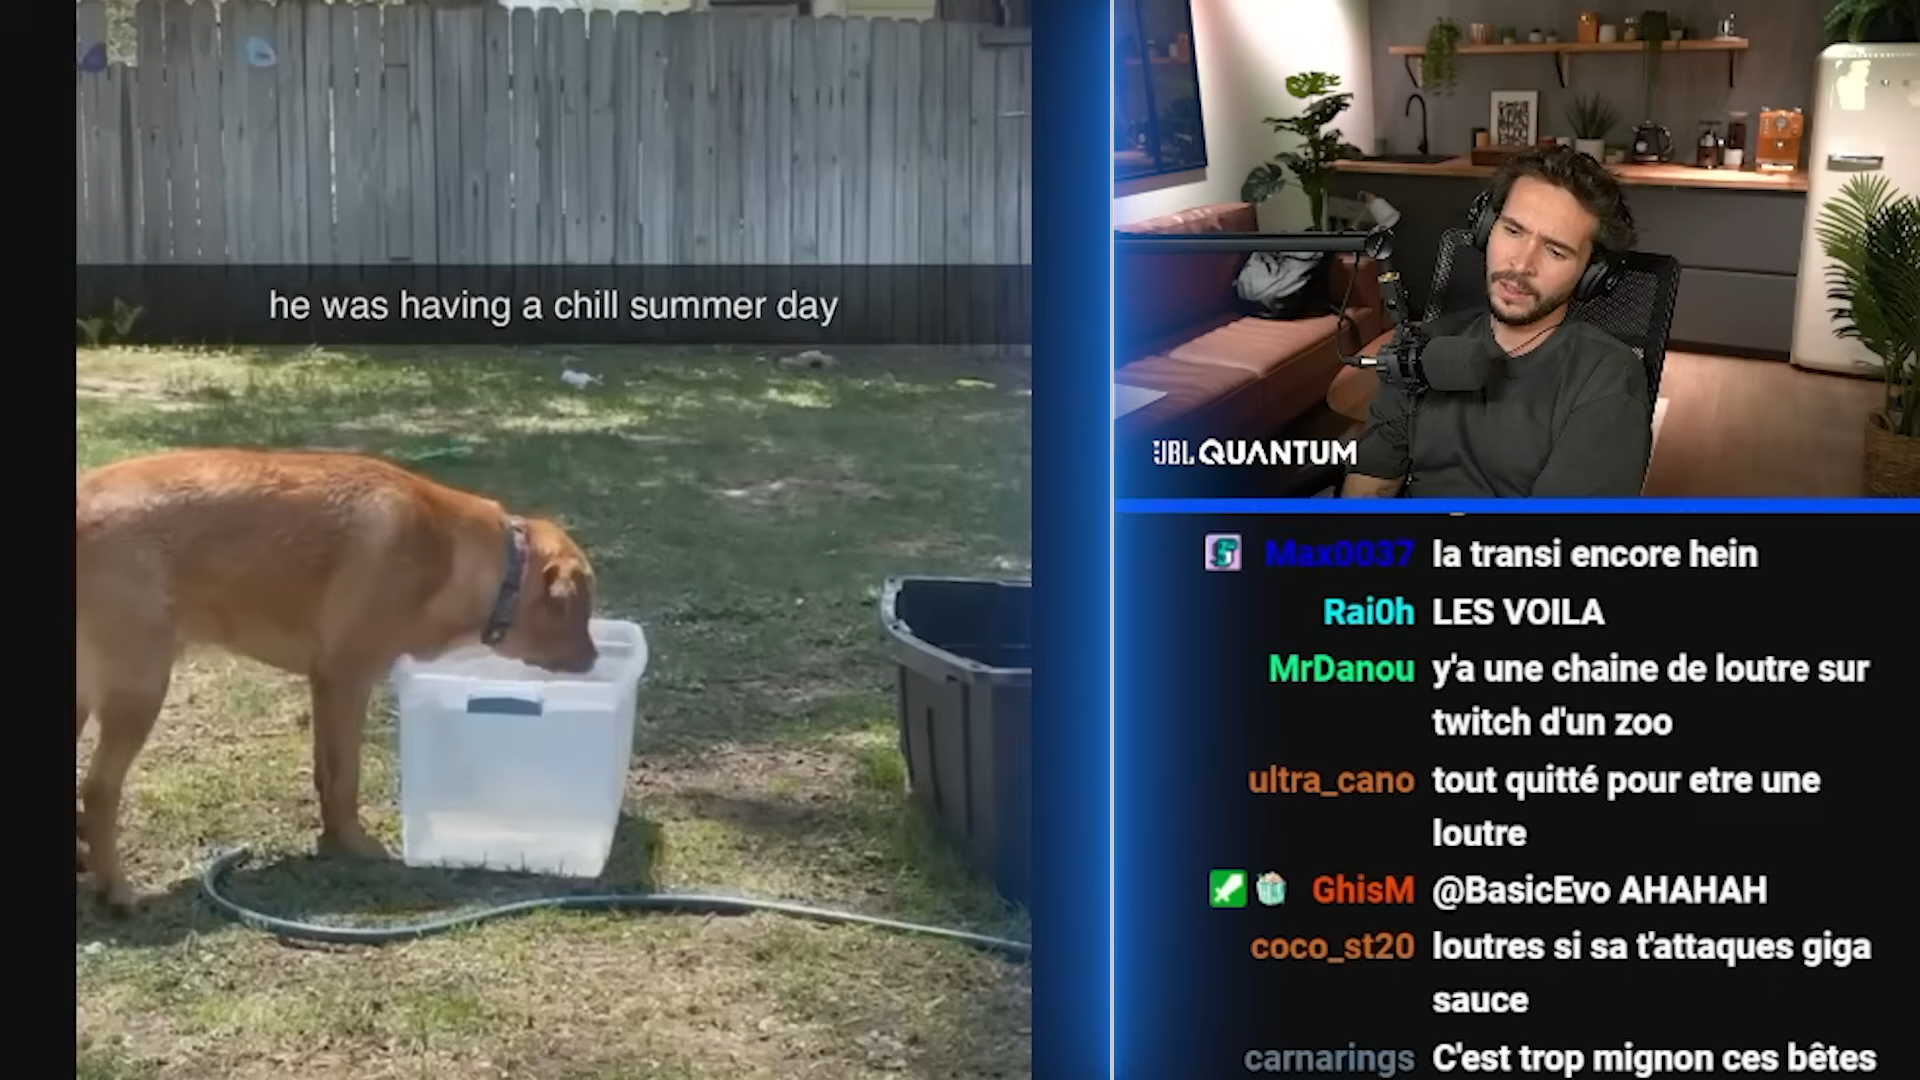 he was having a chill summer day
JBL QUANTUM
Max0037 la transi encore hein
Rai0h LES VOILA
MrDanou y'a une chaine de loutre sur
twitch d'un zoo
ultra_cano tout quitté pour etre une
loutre
GhisM @BasicEvo AHAHAH
coco_st20 loutres si sa t'attaques giga
sauce
carnarings C'est trop mignon ces bêtes